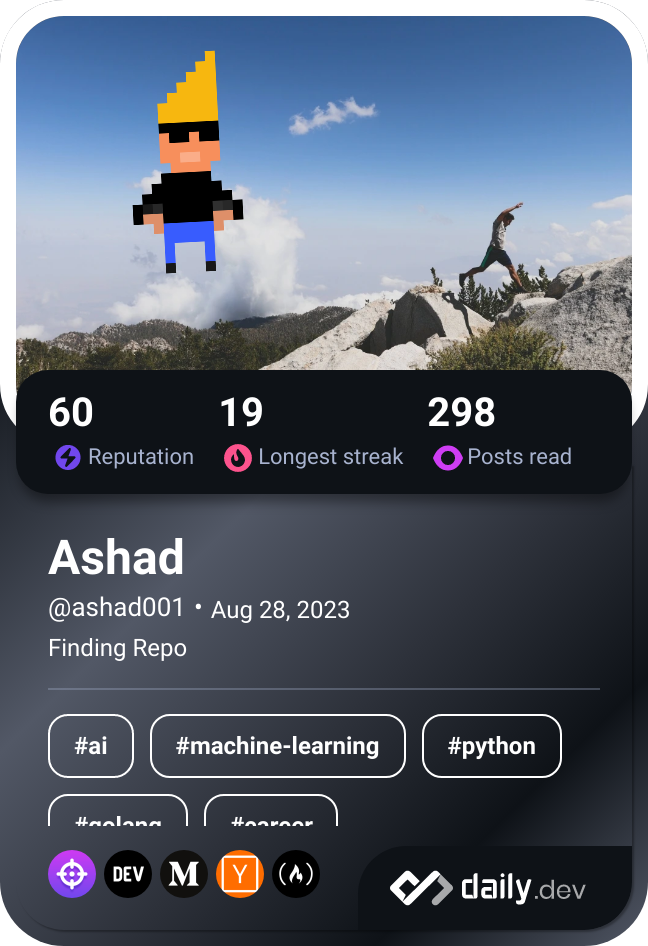 60 19 298
Reputation Longest streak Posts read
Ashad
@ashad001 • Aug 28, 2023
Finding Repo
#ai #machine-learning #python
#golang #career
DEV M Y
daily.dev